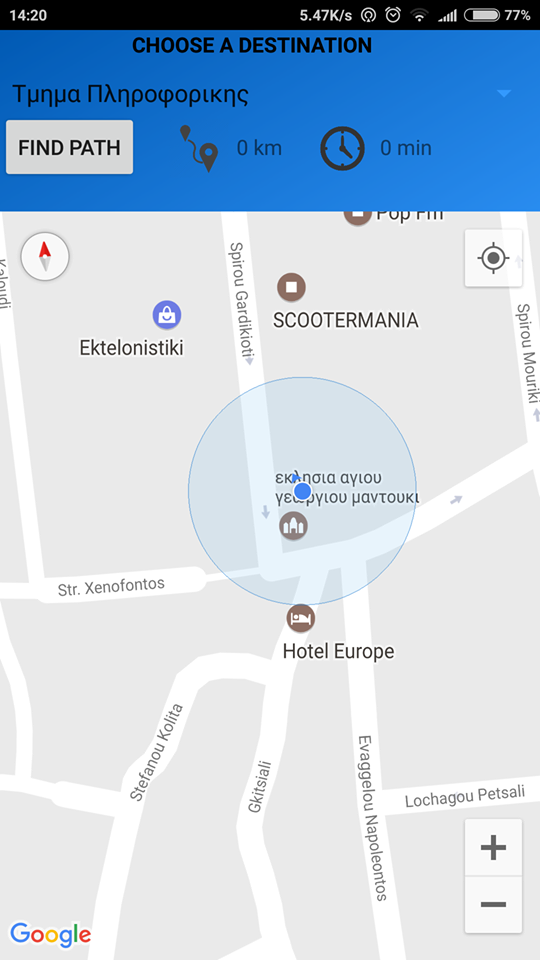 14:20 5.47K/s 77%
CHOOSE A DESTINATION
Τμημα Πληροφορικης
FIND PATH 0 km 0 min
Pop Fm
Kaloudi
Spirou Gardikioti
SCOOTERMANIA
Ektelonistiki
Spirou Mouriki
εκλησια αγιου
γεωργιου μαντουκι
Str. Xenofontos
Hotel Europe
Stefanou Kolita
Gkitsiali
Evaggelou Napoleontos
Lochagou Petsali
Google